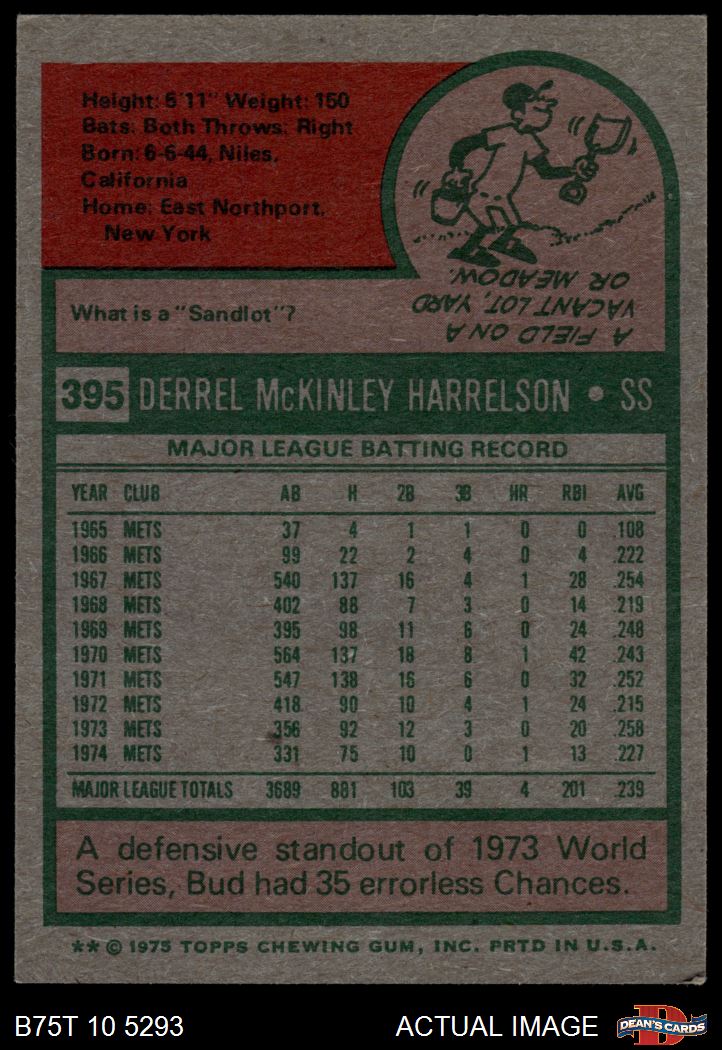 Height: 5'11" Weight: 150
Bats: Both Throws: Right
Born: 6-6-44, Niles,
California
Home: East Northport,
New York
What is a "Sandlot"?
A FIELD ON A
VACANT LOT, YARD
OR MEADOW.
395 DERREL McKINLEY HARRELSON • SS
MAJOR LEAGUE BATTING RECORD
YEAR CLUB AB H 2B 3B HR RBI AVG
1965 METS 37 4 1 1 0 0 .108
1966 METS 99 22 2 4 0 4 .222
1967 METS 540 137 16 4 1 28 .254
1968 METS 402 88 7 3 0 14 .219
1969 METS 395 98 11 6 0 24 .248
1970 METS 564 137 18 8 1 42 .243
1971 METS 547 138 16 6 0 32 .252
1972 METS 418 90 10 4 1 24 .215
1973 METS 356 92 12 3 0 20 .258
1974 METS 331 75 10 0 1 13 .227
MAJOR LEAGUE TOTALS 3689 881 103 39 4 201 .239
A defensive standout of 1973 World
Series, Bud had 35 errorless Chances.
** © 1975 TOPPS CHEWING GUM, INC. PRTD IN U.S.A.
B75T 10 5293 ACTUAL IMAGE DEAN'S CARDS